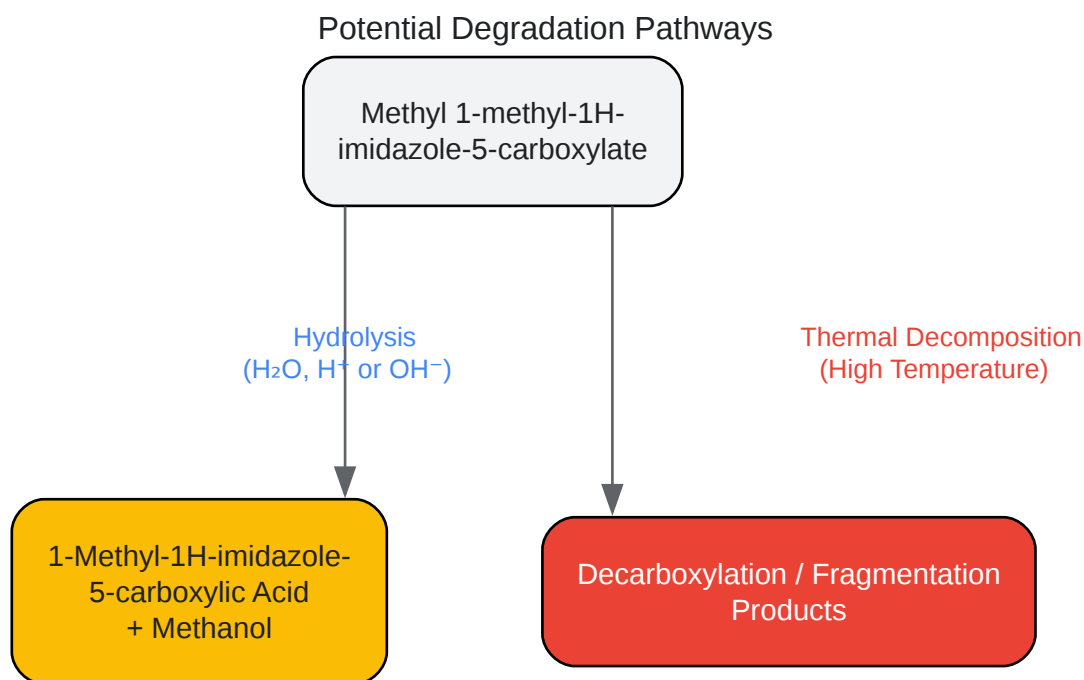 Potential Degradation Pathways
Methyl 1-methyl-1H-
imidazole-5-carboxylate
Hydrolysis
(H₂O, H⁺ or OH⁻)
Thermal Decomposition
(High Temperature)
1-Methyl-1H-imidazole-
5-carboxylic Acid
+ Methanol
Decarboxylation / Fragmentation
Products